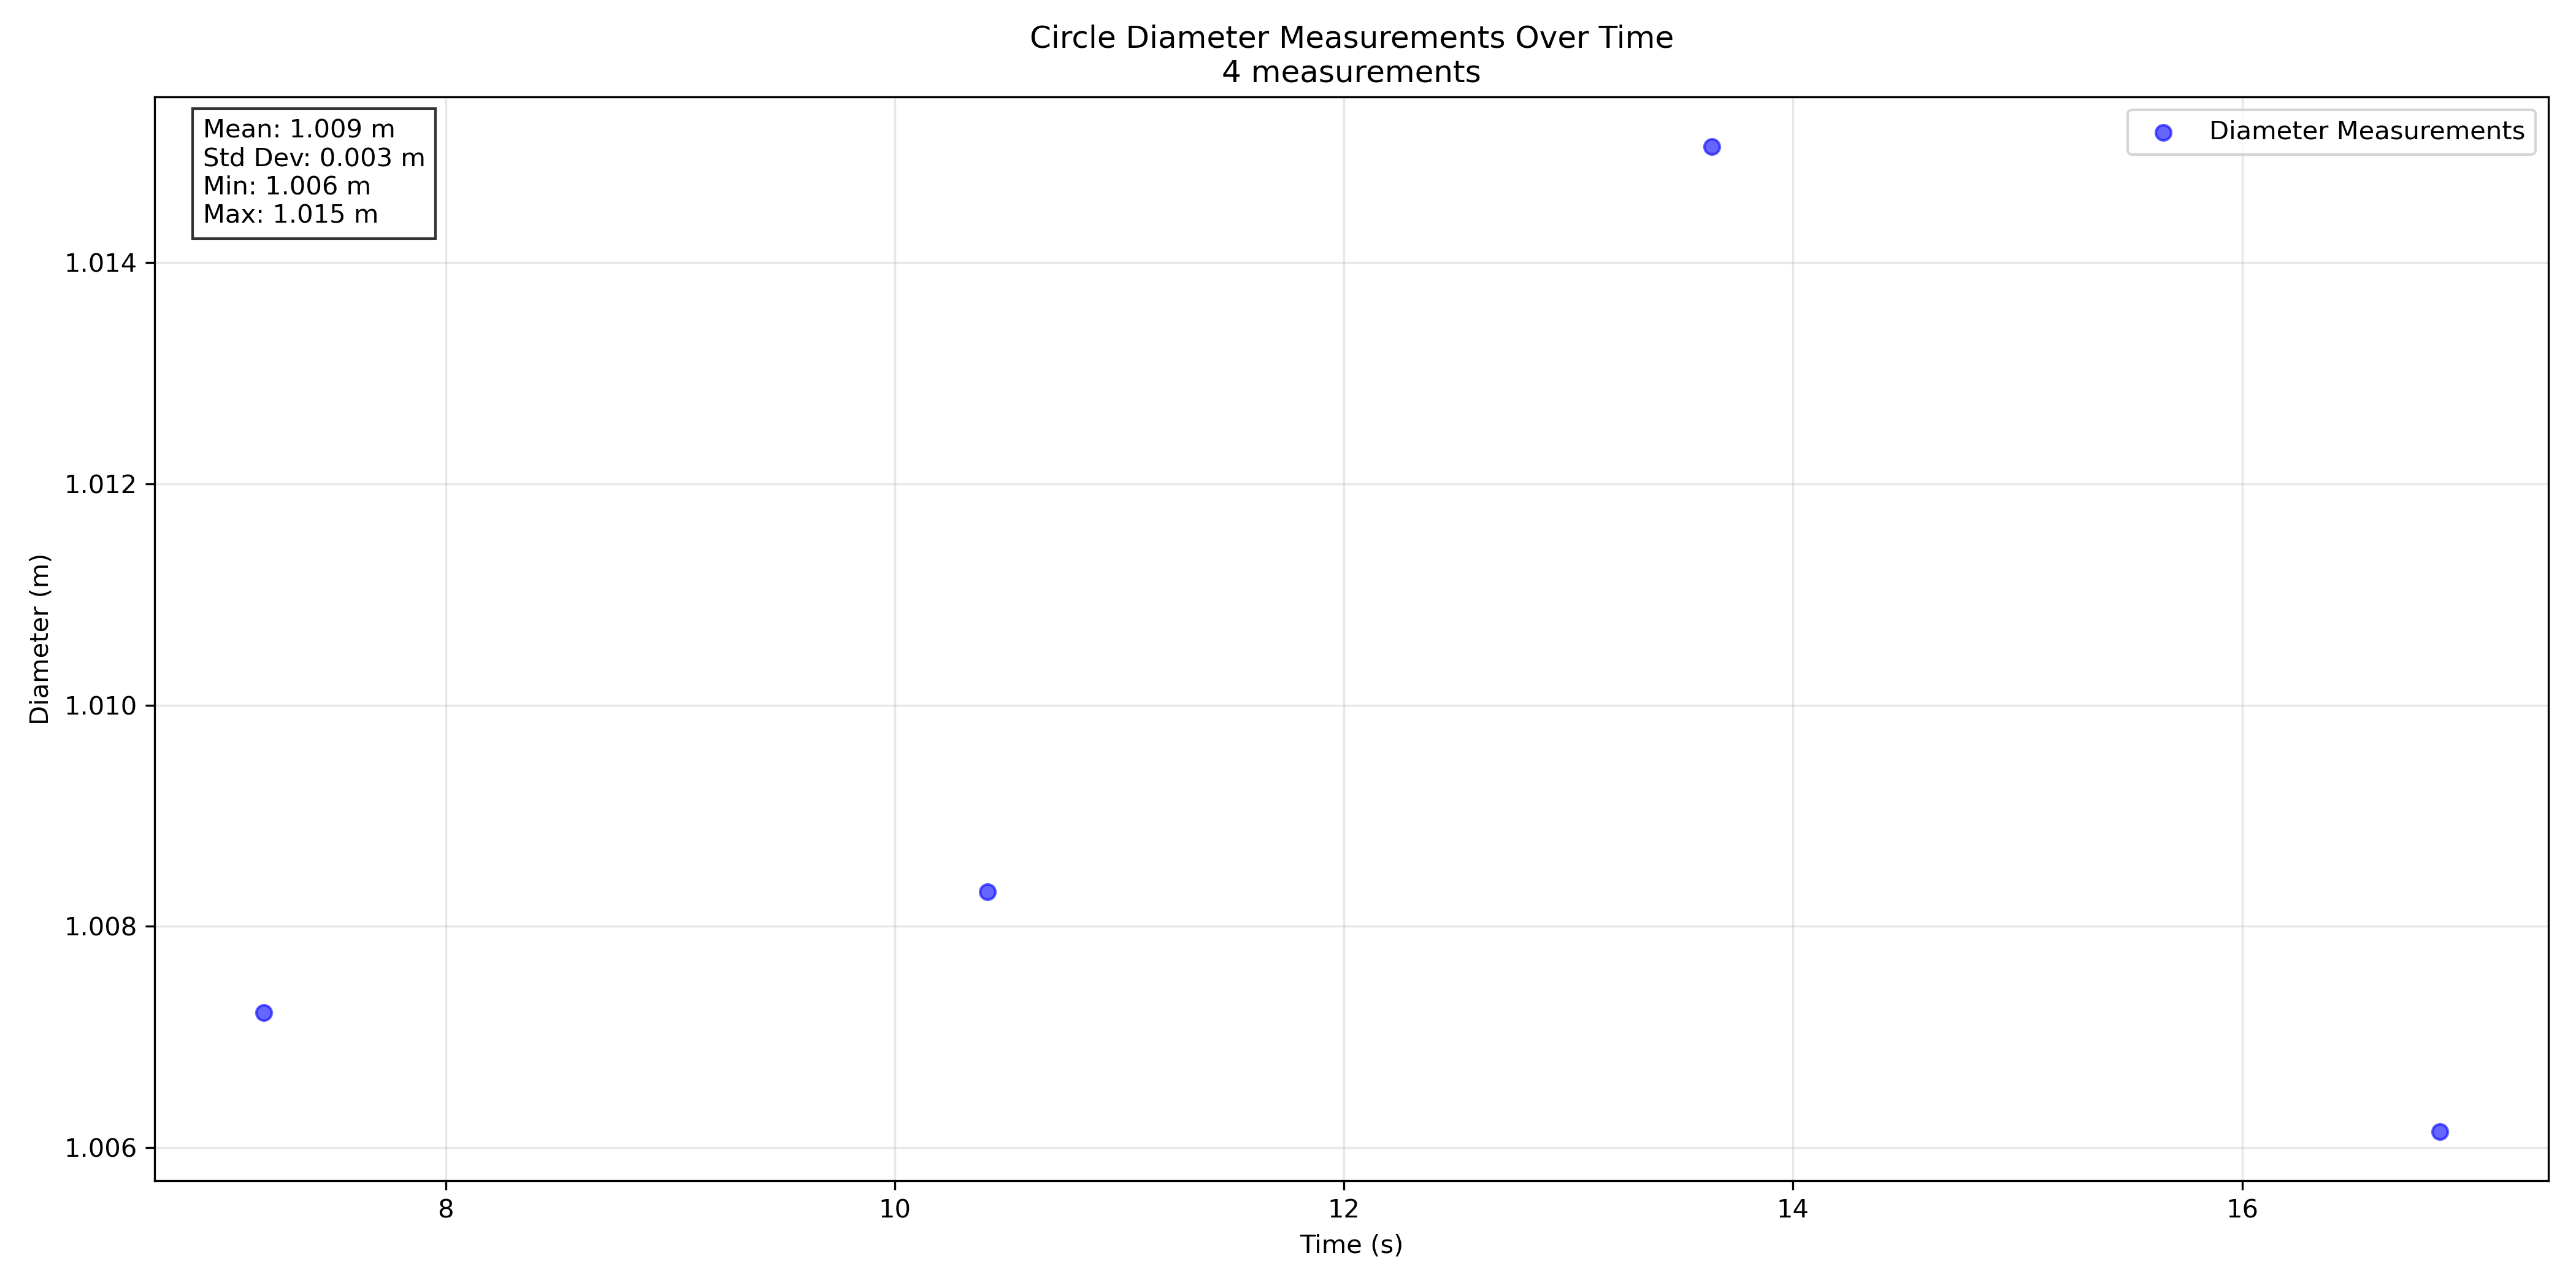 Circle Diameter Measurements Over Time
4 measurements
Mean: 1.009 m
Std Dev: 0.003 m
Min: 1.006 m
Max: 1.015 m
Diameter Measurements
Diameter (m)
1.014
1.012
1.010
1.008
1.006
8
10
12
14
16
Time (s)